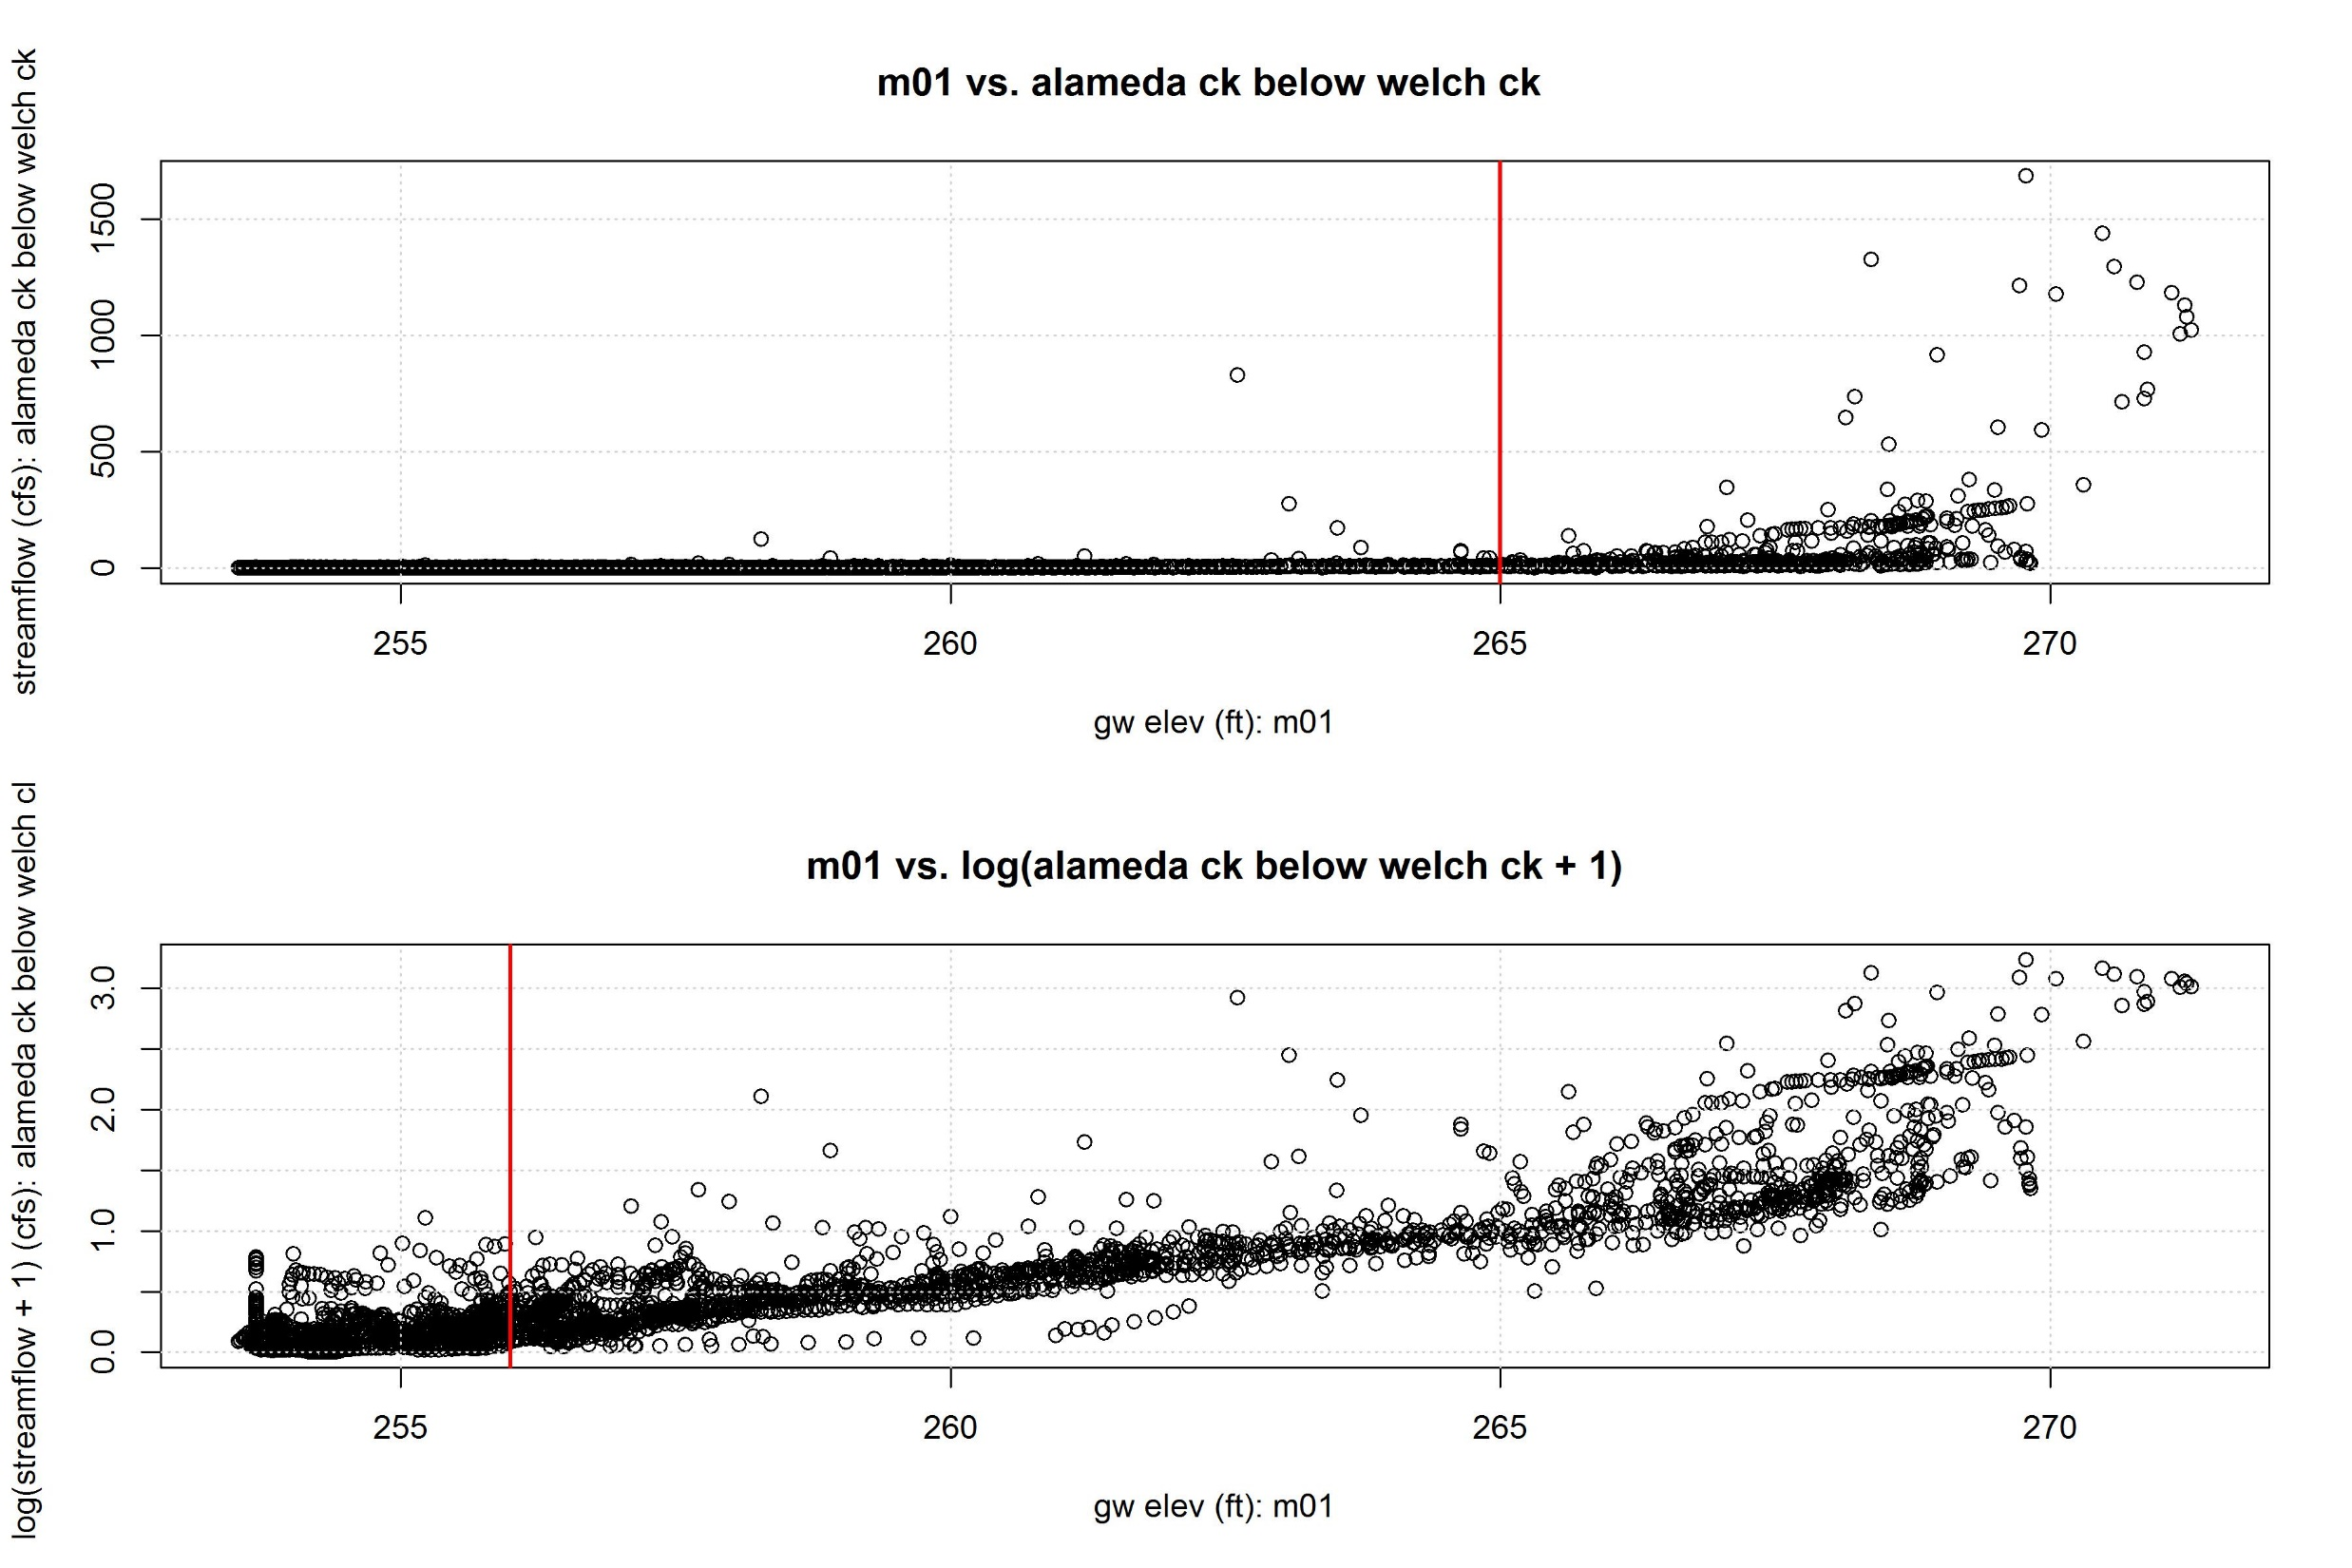 m01 vs. alameda ck below welch ck
streamflow (cfs): alameda ck below welch ck
1500
1000
500
0
255 260 265 270
gw elev (ft): m01
m01 vs. log(alameda ck below welch ck + 1)
log(streamflow + 1) (cfs): alameda ck below welch cl
3.0
2.0
1.0
0.0
255 260 265 270
gw elev (ft): m01